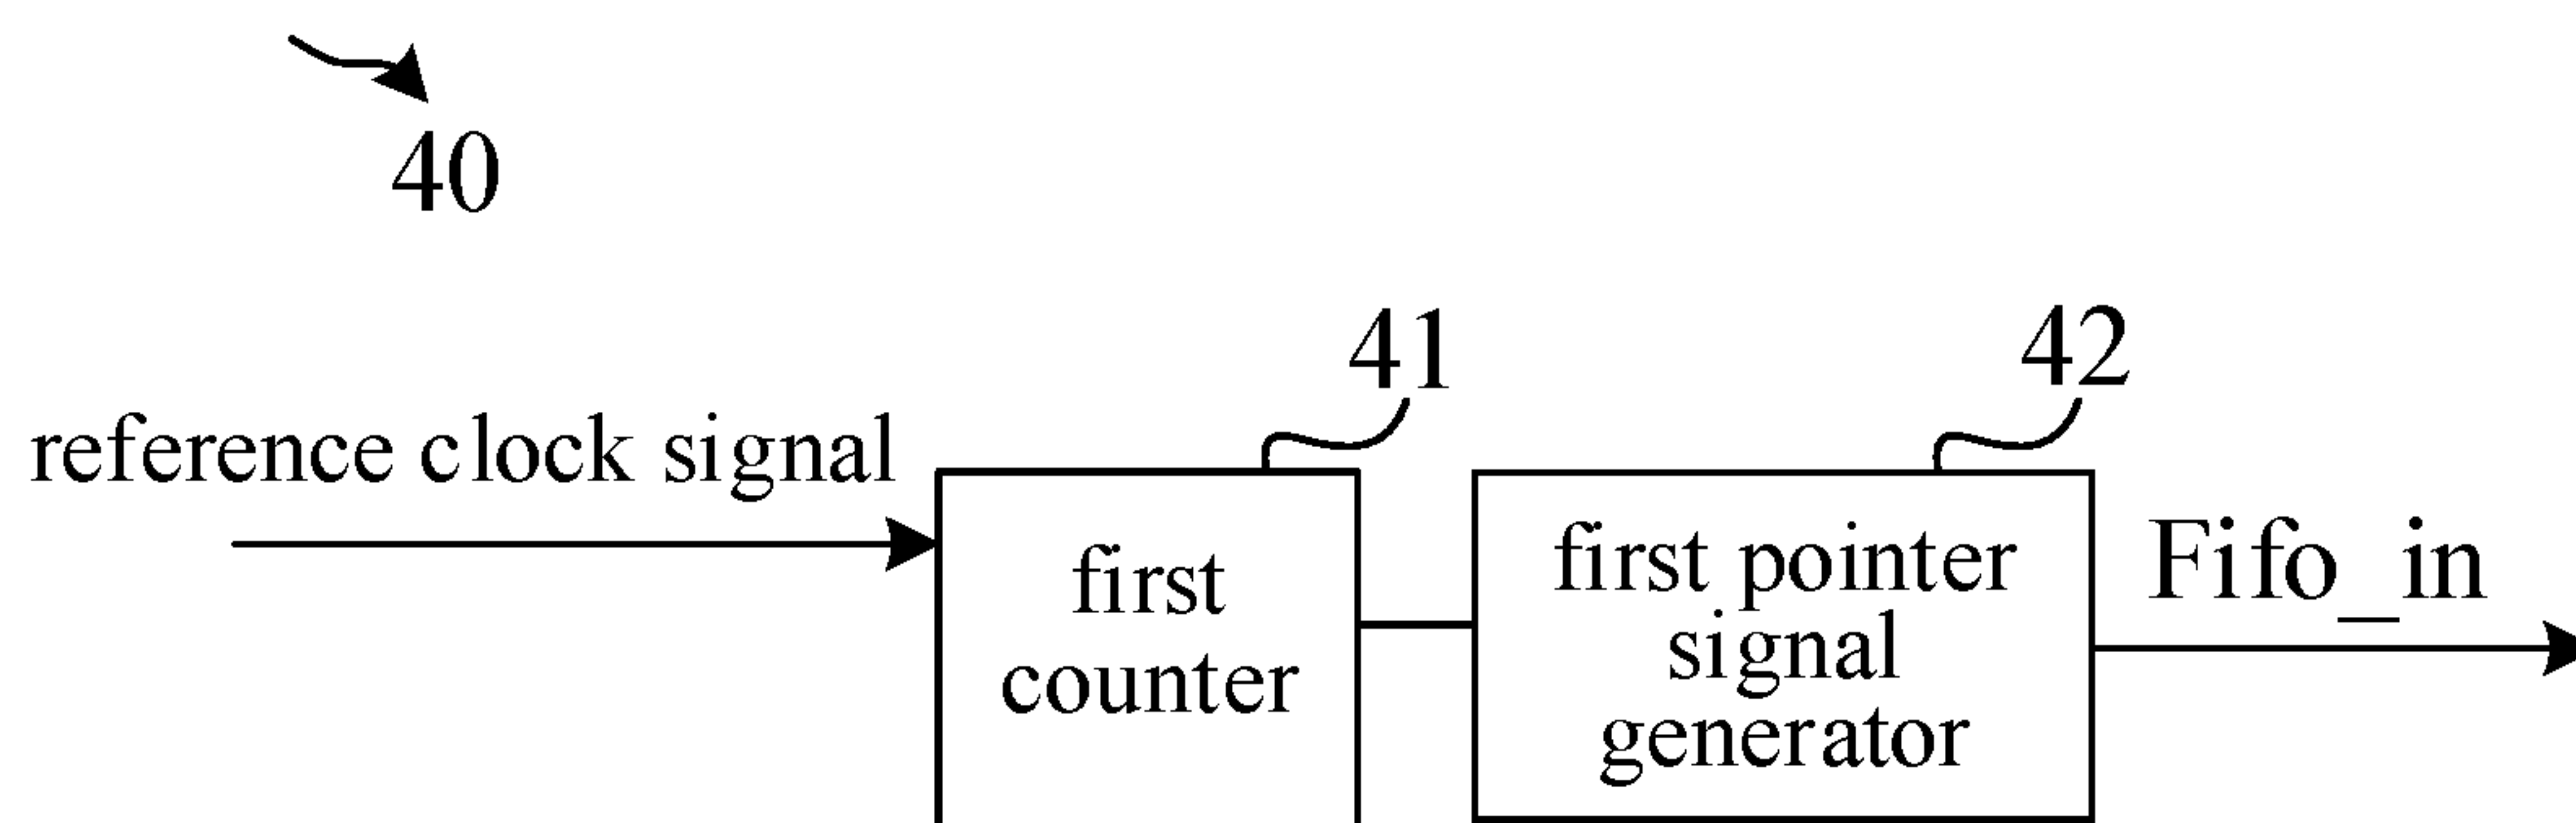 40
41
42
reference clock signal
first
counter
first pointer
signal
generator
Fifo_in